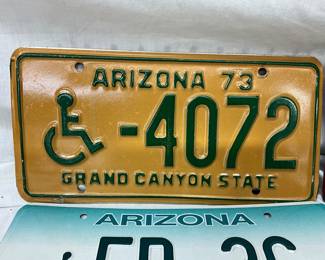 ARIZONA 73
-4072
GRAND CANYON STATE
ARIZONA